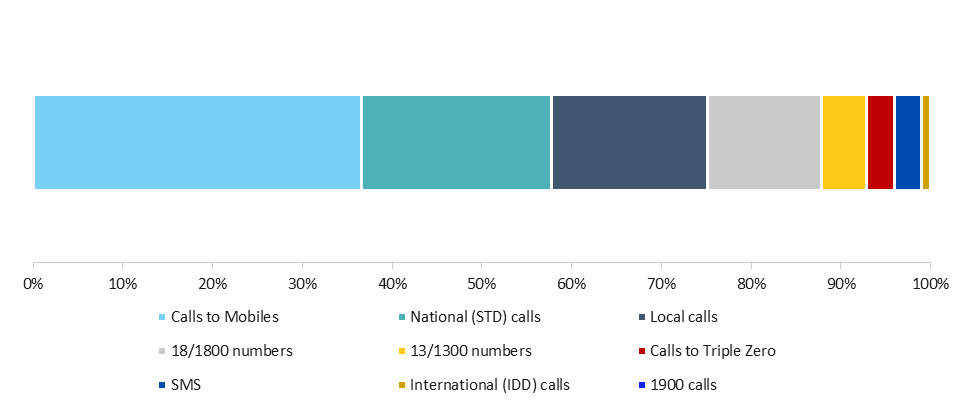 0% 10% 20% 30% 40% 50% 60% 70% 80% 90% 100%
Calls to Mobiles National (STD) calls Local calls
18/1800 numbers 13/1300 numbers Calls to Triple Zero
SMS International (IDD) calls 1900 calls